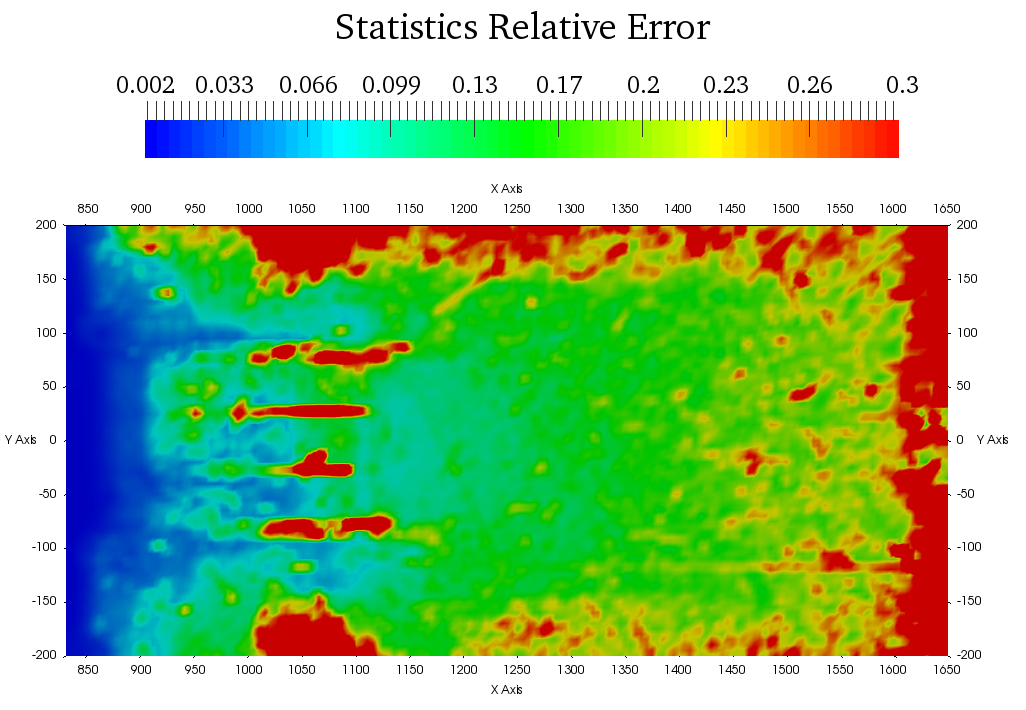 Statistics Relative Error
0.002 0.033 0.066 0.099 0.13 0.17 0.2 0.23 0.26 0.3
X Axis
850 900 950 1000 1050 1100 1150 1200 1250 1300 1350 1400 1450 1500 1550 1600 1650
200 200
150 150
100 100
50 50
Y Axis 0 0 Y Axis
-50 -50
-100 -100
-150 -150
-200 -200
850 900 950 1000 1050 1100 1150 1200 1250 1300 1350 1400 1450 1500 1550 1600 1650
X Axis